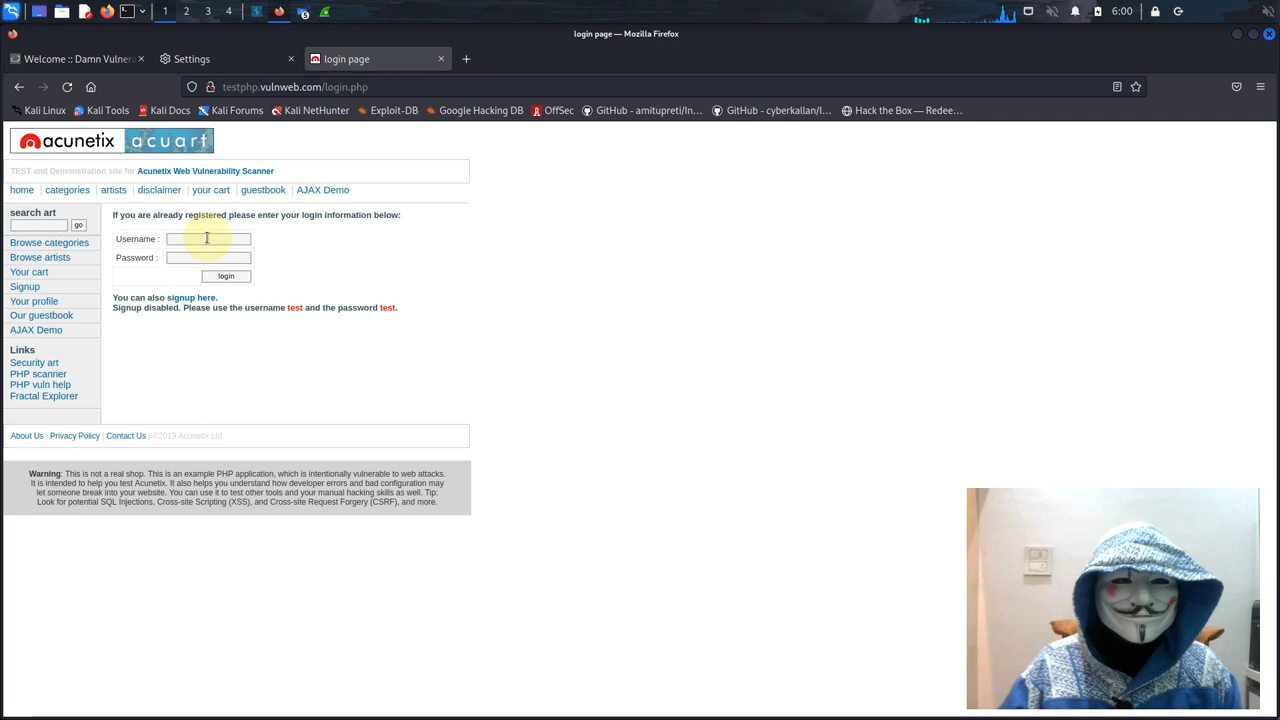 1 2 3 4 5 6:00
login page — Mozilla Firefox
Welcome :: Damn Vulnera
Settings
login page
testphp.vulnweb.com/login.php
Kali Linux Kali Tools Kali Docs Kali Forums Kali NetHunter Exploit-DB Google Hacking DB OffSec GitHub - amitupreti/In... GitHub - cyberkallan/I... Hack the Box — Redee...
acunetix acuart
TEST and Demonstration site for Acunetix Web Vulnerability Scanner
home | categories | artists | disclaimer | your cart | guestbook | AJAX Demo
search art
go
Browse categories
Browse artists
Your cart
Signup
Your profile
Our guestbook
AJAX Demo
Links
Security art
PHP scanner
PHP vuln help
Fractal Explorer
If you are already registered please enter your login information below:
Username :
Password :
login
You can also signup here.
Signup disabled. Please use the username test and the password test.
About Us | Privacy Policy | Contact Us | ©2019 Acunetix Ltd
Warning: This is not a real shop. This is an example PHP application, which is intentionally vulnerable to web attacks.
It is intended to help you test Acunetix. It also helps you understand how developer errors and bad configuration may
let someone break into your website. You can use it to test other tools and your manual hacking skills as well. Tip:
Look for potential SQL Injections, Cross-site Scripting (XSS), and Cross-site Request Forgery (CSRF), and more.